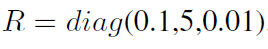 R = diag(0.1,5,0.01)